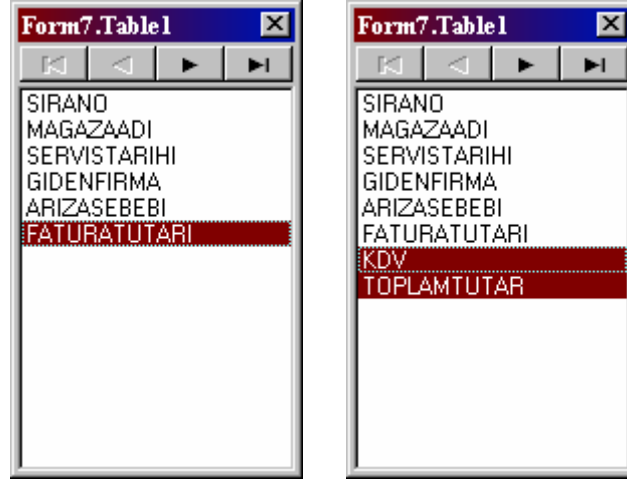 Form7.Table1
SIRANO
MAGAZAADI
SERVISTARIHI
GIDENFIRMA
ARIZASEBEBI
FATURATUTARI
Form7.Table1
SIRANO
MAGAZAADI
SERVISTARIHI
GIDENFIRMA
ARIZASEBEBI
FATURATUTARI
KDV
TOPLAMTUTAR